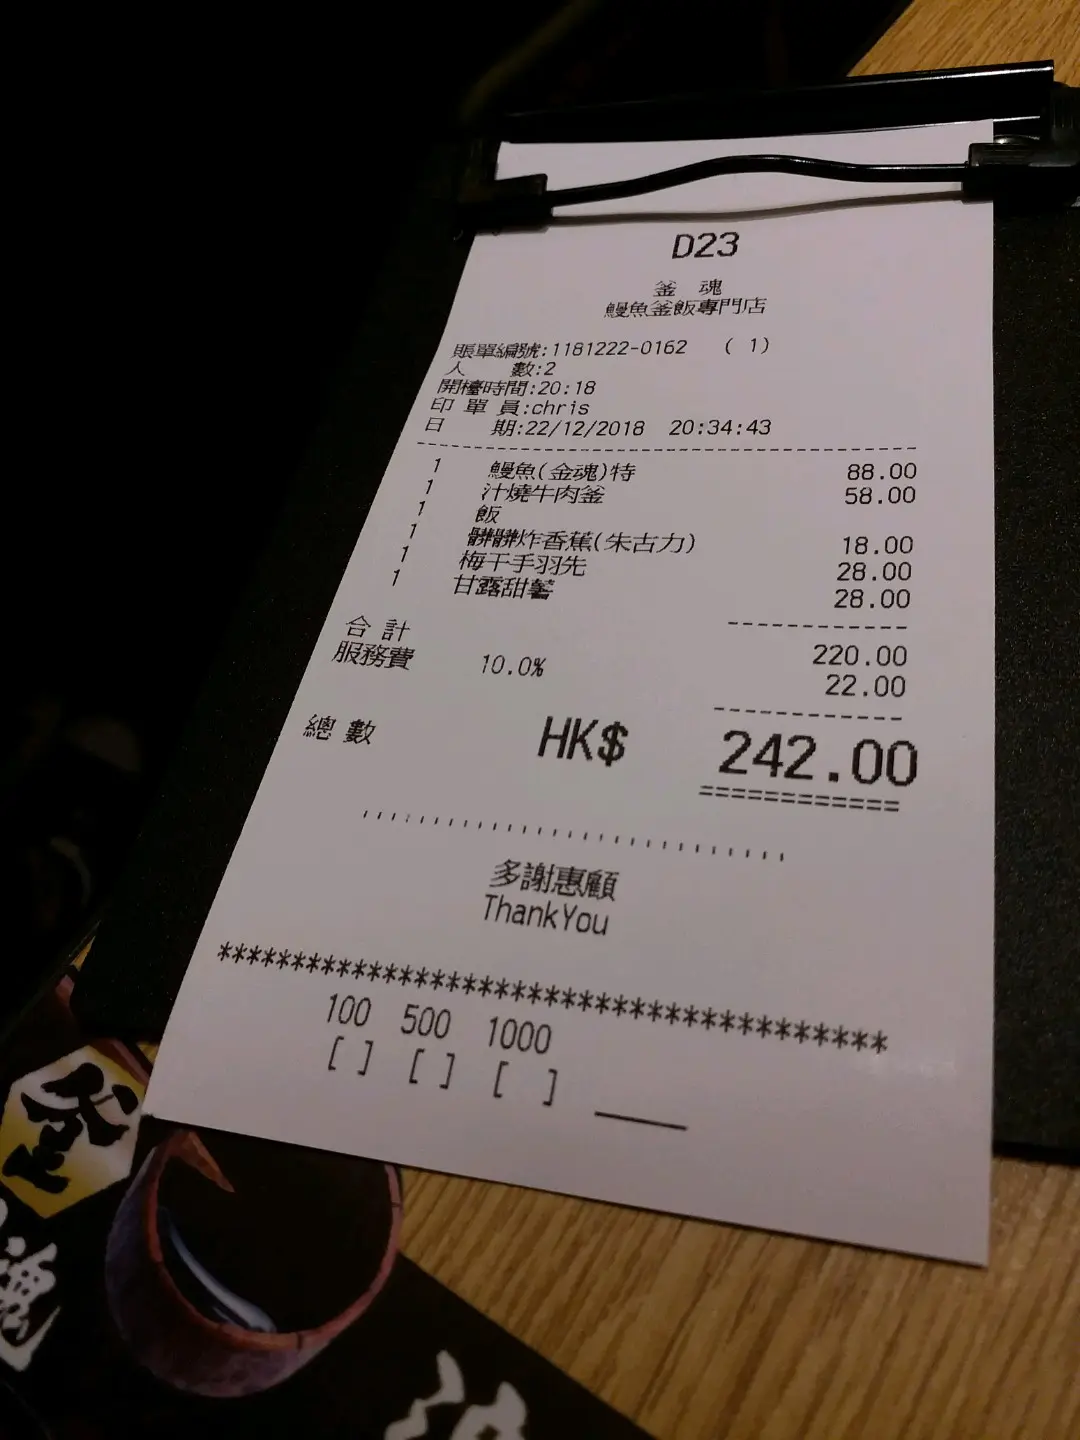 D23
釜 魂
鰻魚釜飯專門店
賬單編號:1181222-0162 ( 1)
人 數:2
開檯時間:20:18
印 單 員:chris
日 期:22/12/2018 20:34:43
1 鰻魚(金魂)特 88.00
1 汁燒牛肉釜 58.00
1 飯
1 髒髒炸香蕉(朱古力) 18.00
1 梅干手羽先 28.00
1 甘露甜薯 28.00
合 計 220.00
服務費 10.0% 22.00
總 數 HK$ 242.00
============
多謝惠顧
ThankYou
********************************************
100 500 1000
[ ] [ ] [ ] ____
釜
魂